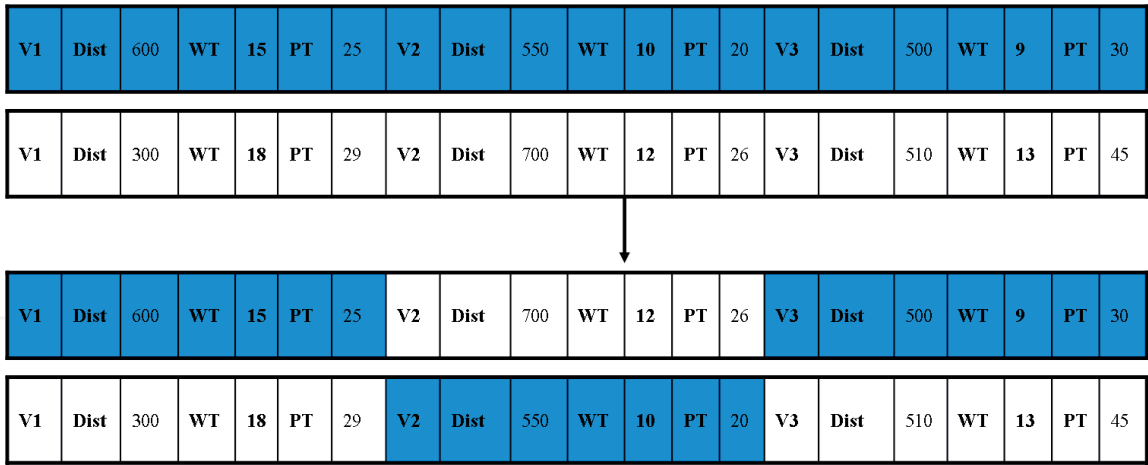 V1 Dist 600 WT 15 PT 25 V2 Dist 550 WT 10 PT 20 V3 Dist 500 WT 9 PT 30
V1 Dist 300 WT 18 PT 29 V2 Dist 700 WT 12 PT 26 V3 Dist 510 WT 13 PT 45
V1 Dist 600 WT 15 PT 25 V2 Dist 700 WT 12 PT 26 V3 Dist 500 WT 9 PT 30
V1 Dist 300 WT 18 PT 29 V2 Dist 550 WT 10 PT 20 V3 Dist 510 WT 13 PT 45